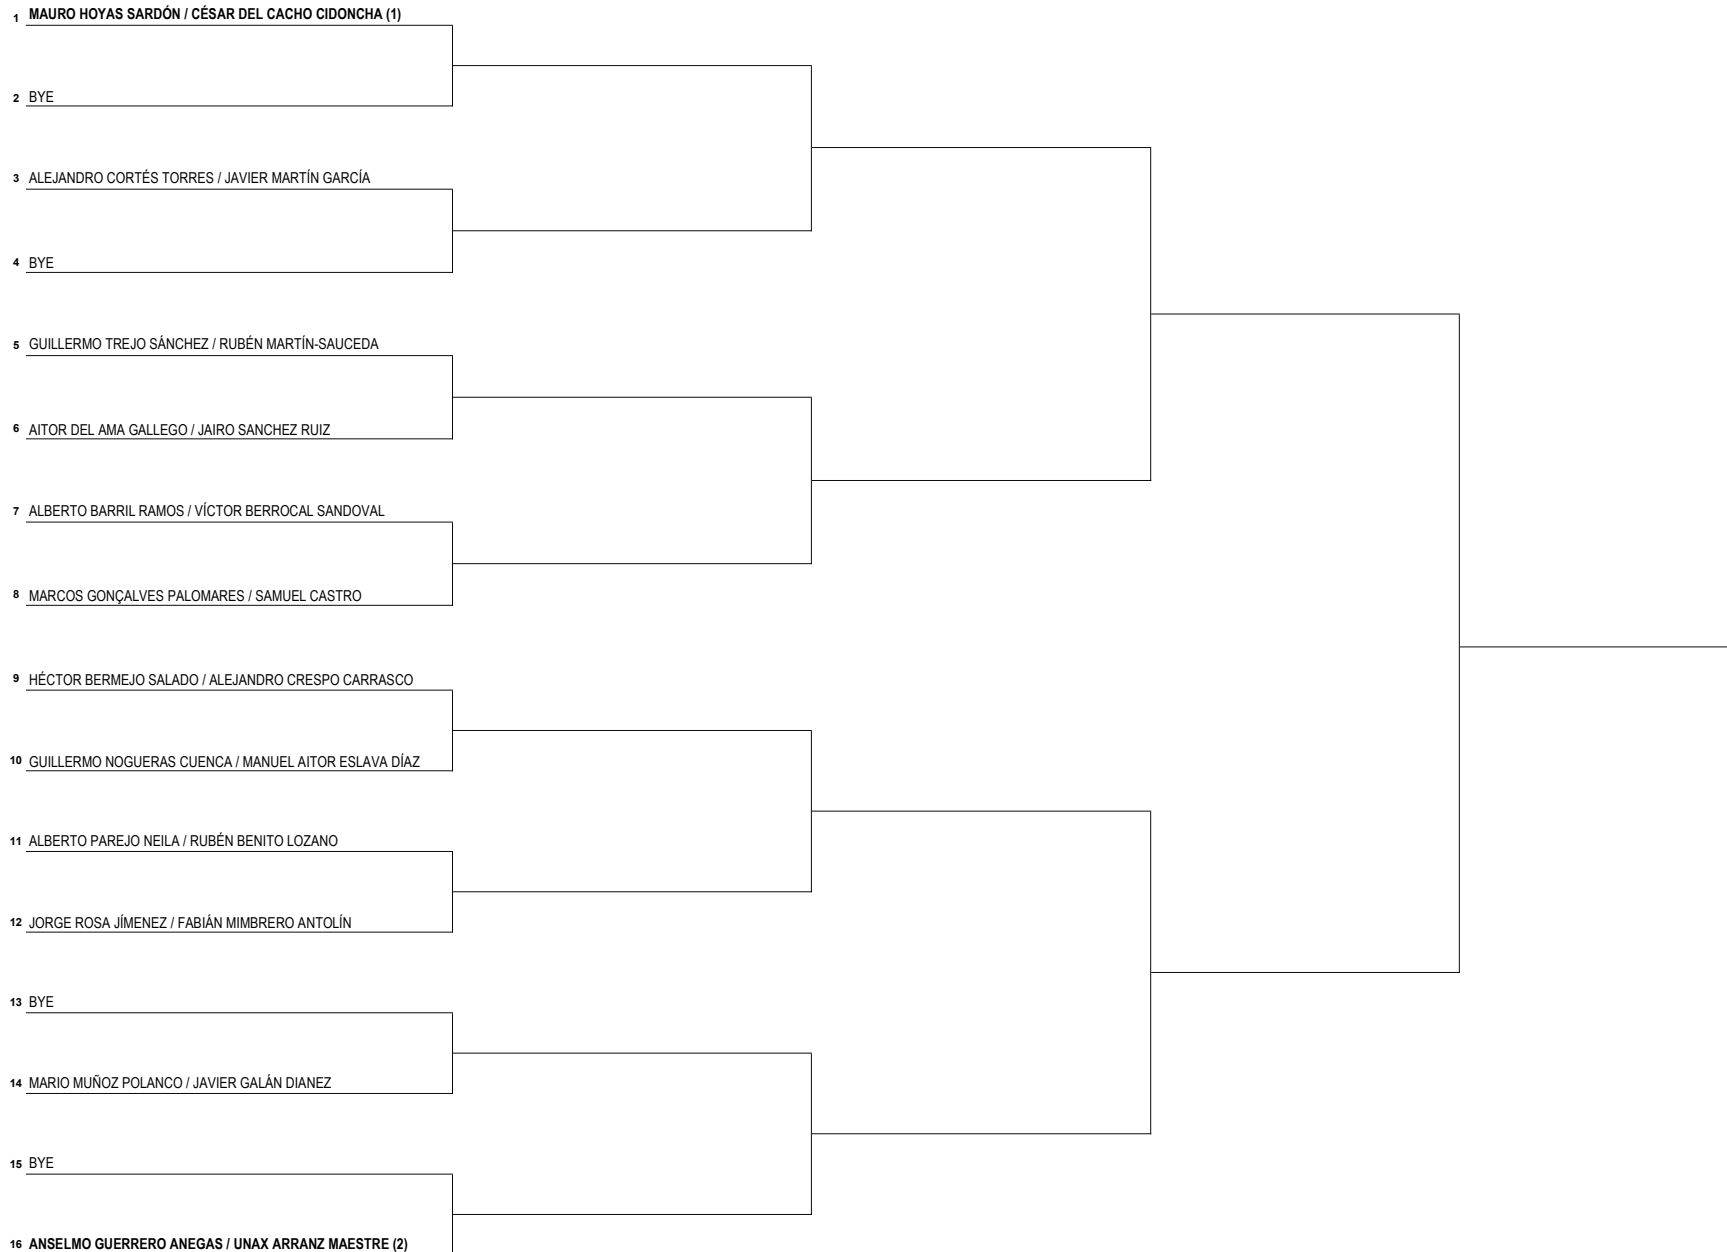 1 MAURO HOYAS SARDÓN / CÉSAR DEL CACHO CIDONCHA (1)
2 BYE
3 ALEJANDRO CORTÉS TORRES / JAVIER MARTÍN GARCÍA
4 BYE
5 GUILLERMO TREJO SÁNCHEZ / RUBÉN MARTÍN-SAUCEDA
6 AITOR DEL AMA GALLEGO / JAIRO SANCHEZ RUIZ
7 ALBERTO BARRIL RAMOS / VÍCTOR BERROCAL SANDOVAL
8 MARCOS GONÇALVES PALOMARES / SAMUEL CASTRO
9 HÉCTOR BERMEJO SALADO / ALEJANDRO CRESPO CARRASCO
10 GUILLERMO NOGUERAS CUENCA / MANUEL AITOR ESLAVA DÍAZ
11 ALBERTO PAREJO NEILA / RUBÉN BENITO LOZANO
12 JORGE ROSA JÍMENEZ / FABIÁN MIMBRERO ANTOLÍN
13 BYE
14 MARIO MUÑOZ POLANCO / JAVIER GALÁN DIANEZ
15 BYE
16 ANSELMO GUERRERO ANEGAS / UNAX ARRANZ MAESTRE (2)